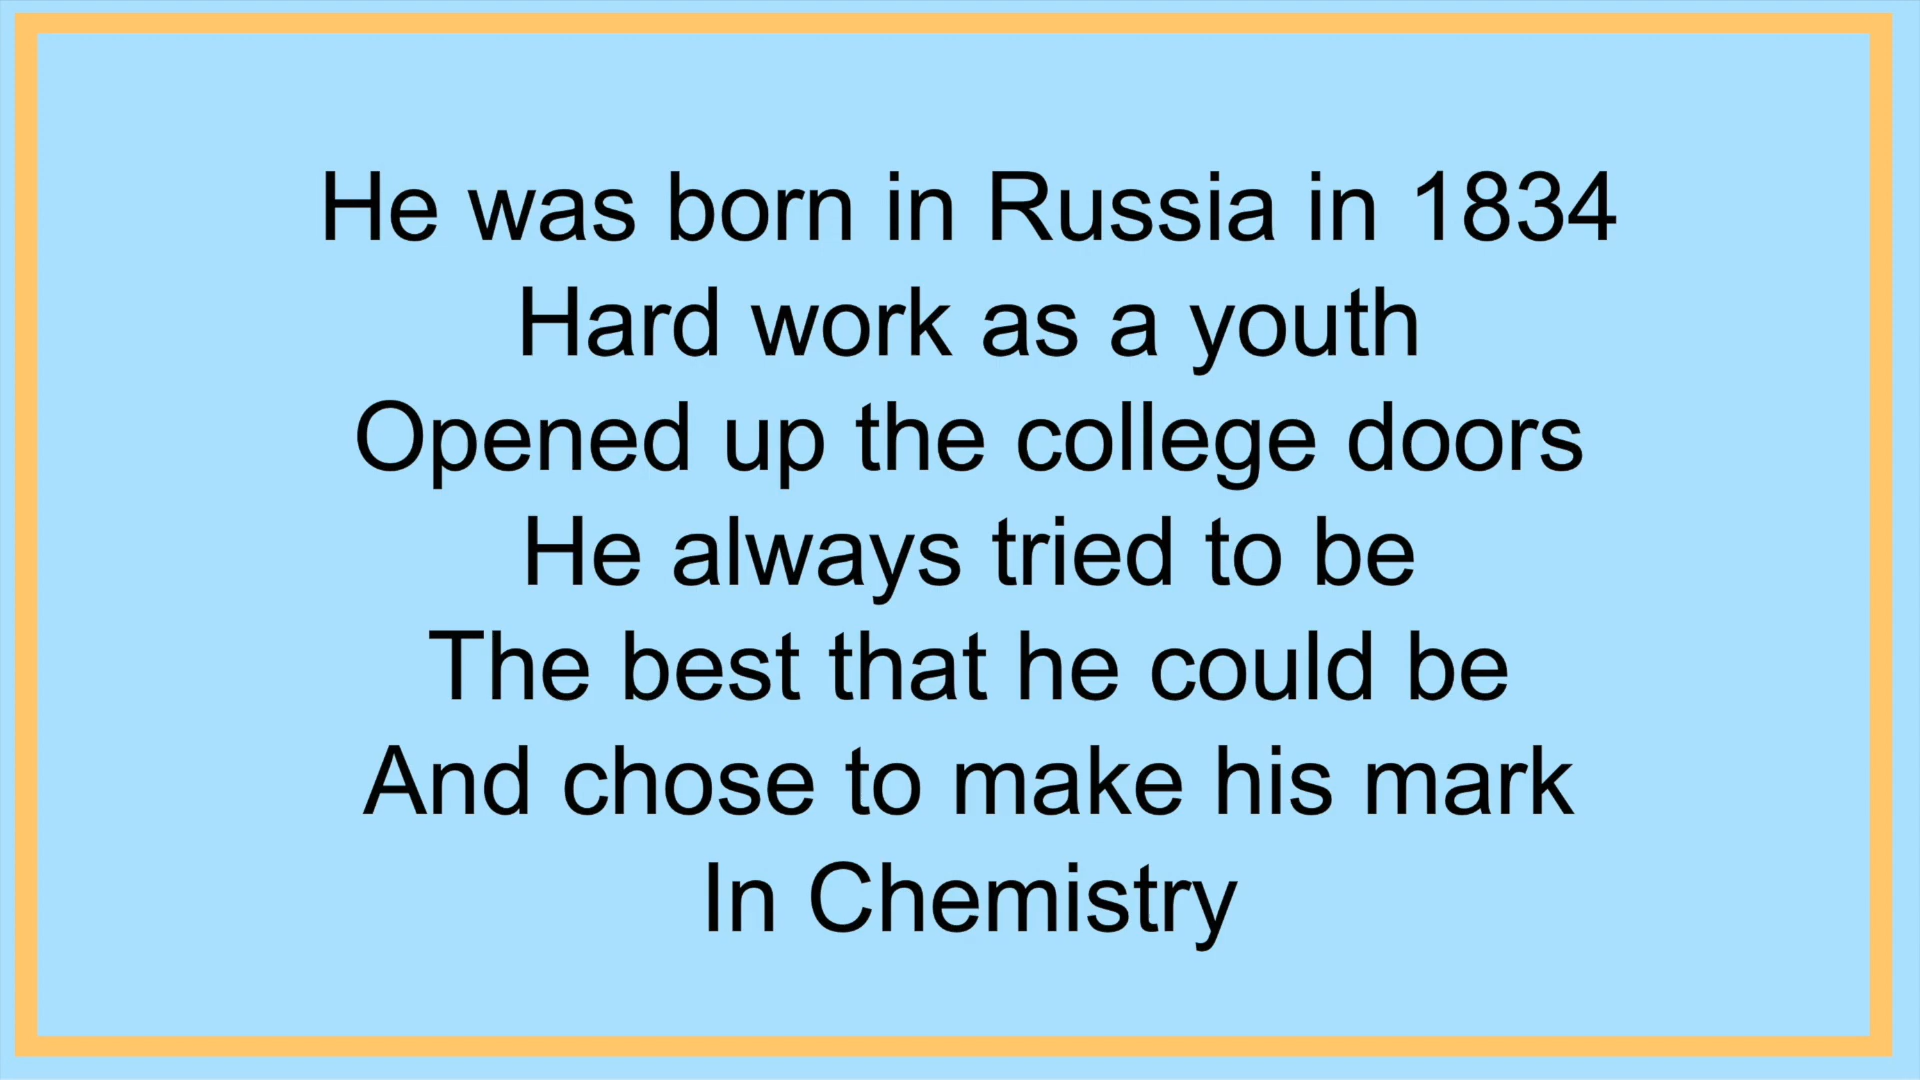 He was born in Russia in 1834
Hard work as a youth
Opened up the college doors
He always tried to be
The best that he could be
And chose to make his mark
In Chemistry